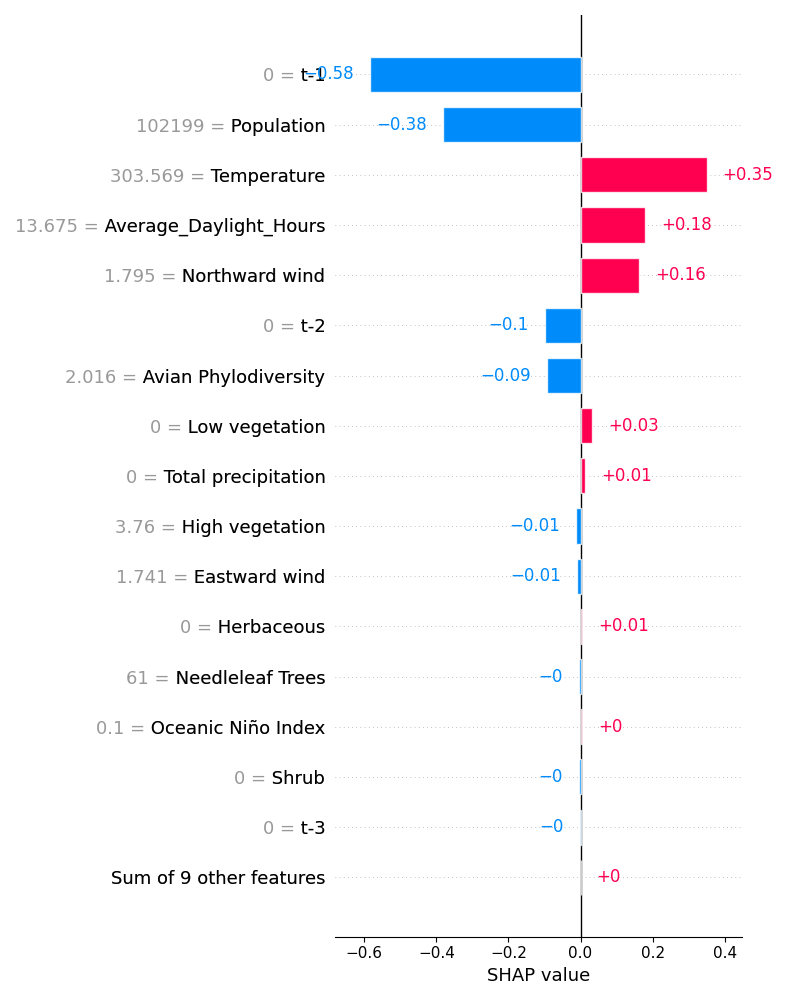 0 = t-1 −0.58
102199 = Population −0.38
303.569 = Temperature +0.35
13.675 = Average_Daylight_Hours +0.18
1.795 = Northward wind +0.16
0 = t-2 −0.1
2.016 = Avian Phylodiversity −0.09
0 = Low vegetation +0.03
0 = Total precipitation +0.01
3.76 = High vegetation −0.01
1.741 = Eastward wind −0.01
0 = Herbaceous +0.01
61 = Needleleaf Trees −0
0.1 = Oceanic Niño Index +0
0 = Shrub −0
0 = t-3 −0
Sum of 9 other features +0
−0.6 −0.4 −0.2 0.0 0.2 0.4
SHAP value